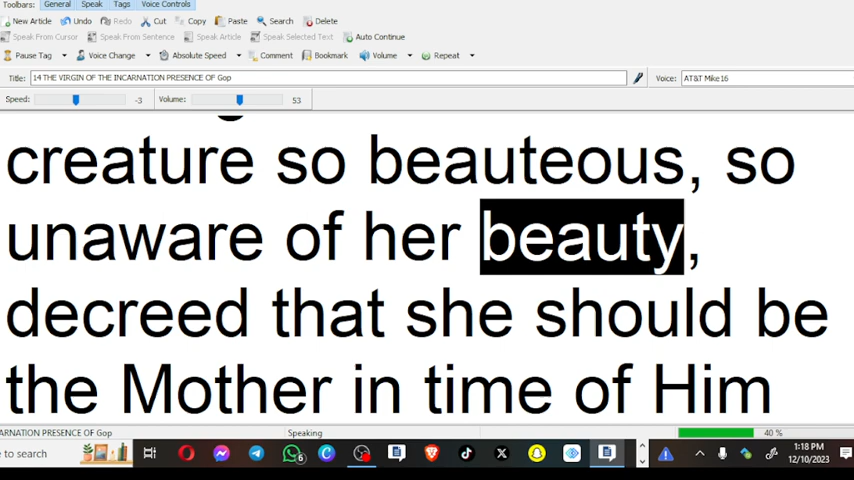 Toolbars: General Speak Tags Voice Controls
New Article Undo Redo Cut Copy Paste Search Delete
Speak From Cursor Speak From Sentence Speak Article Speak Selected Text Auto Continue
Pause Tag Voice Change Absolute Speed Comment Bookmark Volume Repeat
Title: 14 THE VIRGIN OF THE INCARNATION PRESENCE OF Gop Voice: AT&T Mike16
Speed: -3 Volume: 53
creature so beauteous, so
unaware of her beauty,
decreed that she should be
the Mother in time of Him
ARNATION PRESENCE OF Gop Speaking 40 %
e to search 6 1:18 PM
12/10/2023